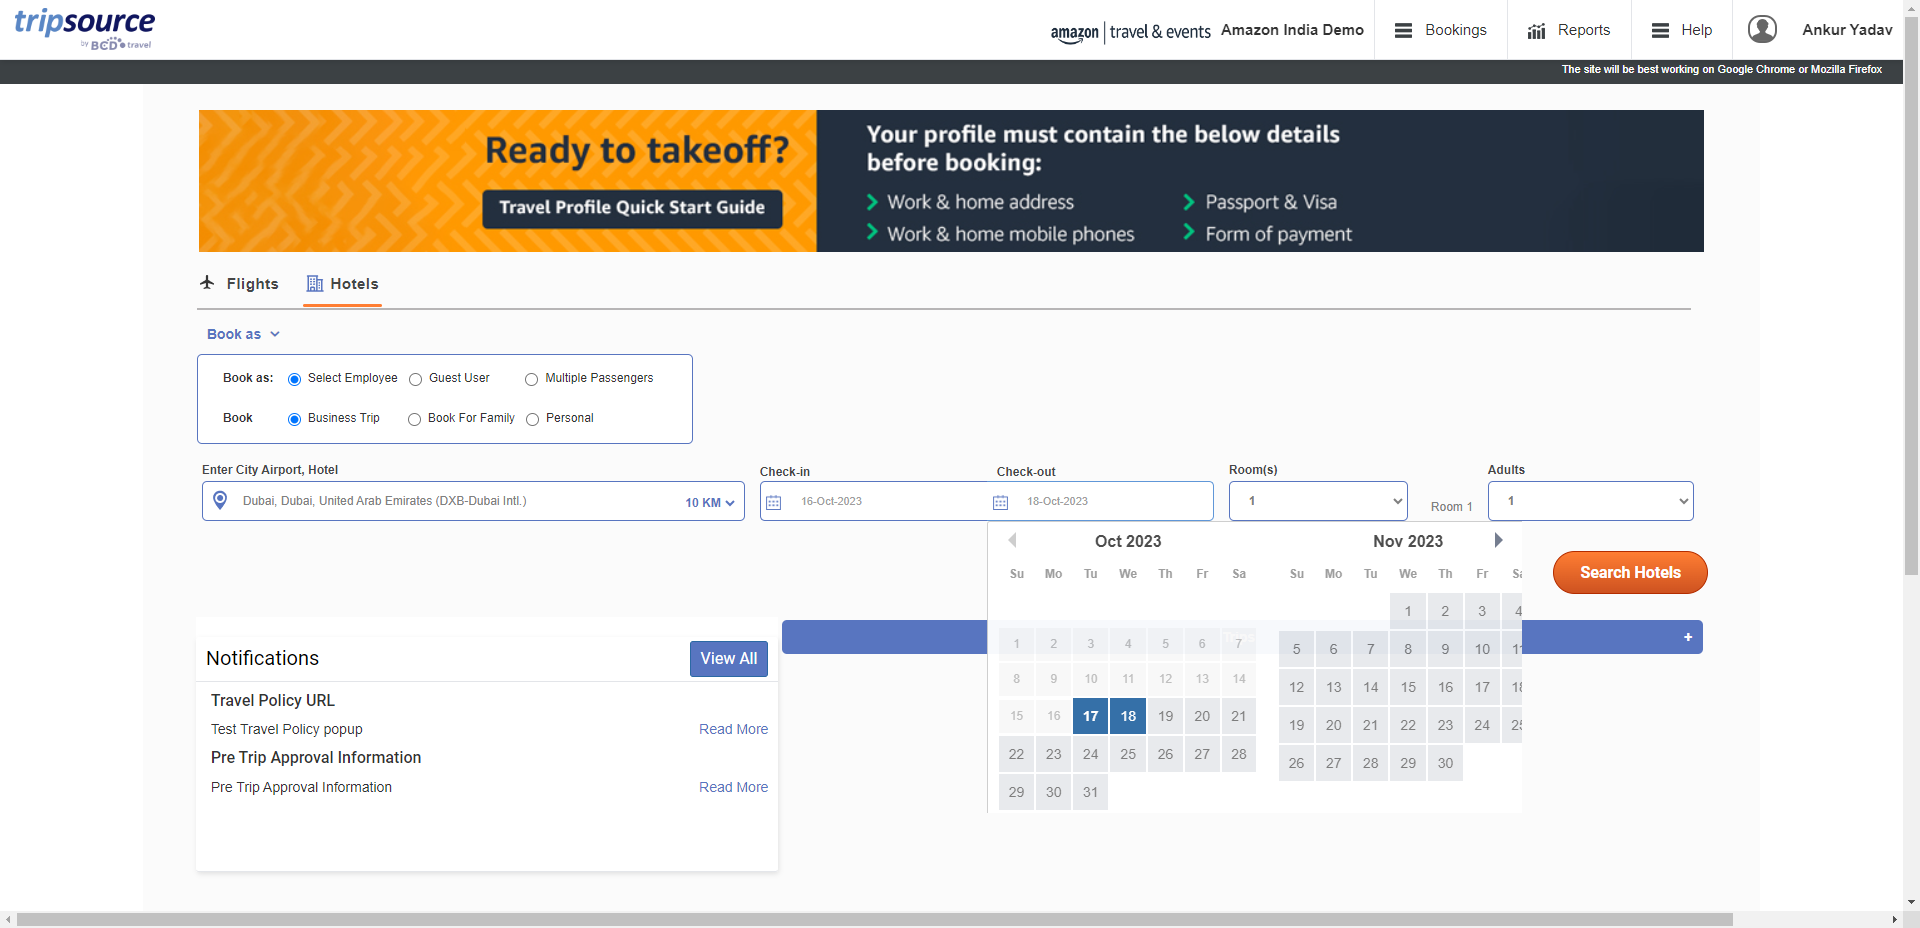 tripsource
by BCD travel
amazon travel & events
Amazon India Demo
Bookings
Reports
Help
Ankur Yadav
The site will be best working on Google Chrome or Mozilla Firefox
Ready to takeoff?
Travel Profile Quick Start Guide
Your profile must contain the below details
before booking:
Work & home address
Passport & Visa
Work & home mobile phones
Form of payment
Flights
Hotels
Book as
Book as: Select Employee Guest User Multiple Passengers
Book Business Trip Book For Family Personal
Enter City Airport, Hotel
Check-in
Check-out
Room(s)
Adults
Dubai, Dubai, United Arab Emirates (DXB-Dubai Intl.)
10 KM
16-Oct-2023
18-Oct-2023
1
Room 1
1
Oct 2023
Su Mo Tu We Th Fr Sa
1 2 3 4 5 6 7
8 9 10 11 12 13 14
15 16 17 18 19 20 21
22 23 24 25 26 27 28
29 30 31
Nov 2023
Su Mo Tu We Th Fr Sa
1 2 3 4
5 6 7 8 9 10 11
12 13 14 15 16 17 18
19 20 21 22 23 24 25
26 27 28 29 30
Search Hotels
+
Notifications
View All
Travel Policy URL
Test Travel Policy popup
Read More
Pre Trip Approval Information
Pre Trip Approval Information
Read More